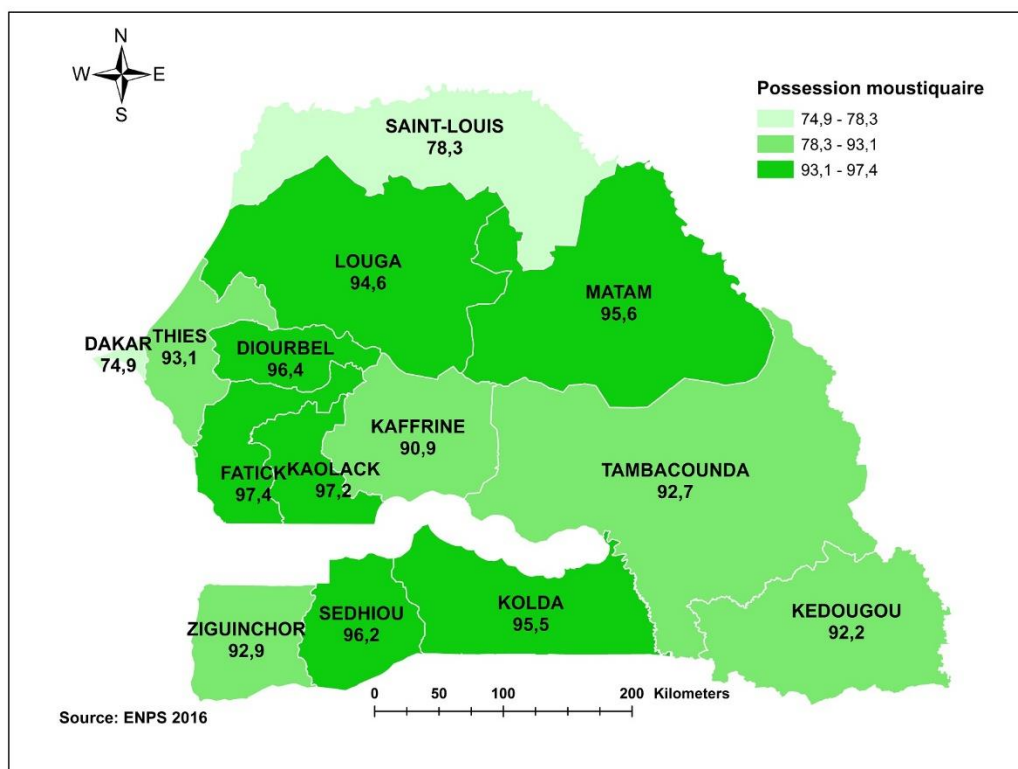 N
W E
S
Possession moustiquaire
74,9 - 78,3
78,3 - 93,1
93,1 - 97,4
SAINT-LOUIS
78,3
LOUGA
94,6
MATAM
95,6
DAKAR
74,9
THIES
93,1
DIOURBEL
96,4
KAFFRINE
90,9
FATICK
97,4
KAOLACK
97,2
TAMBACOUNDA
92,7
ZIGUINCHOR
92,9
SEDHIOU
96,2
KOLDA
95,5
KEDOUGOU
92,2
0 50 100 200 Kilometers
Source: ENPS 2016